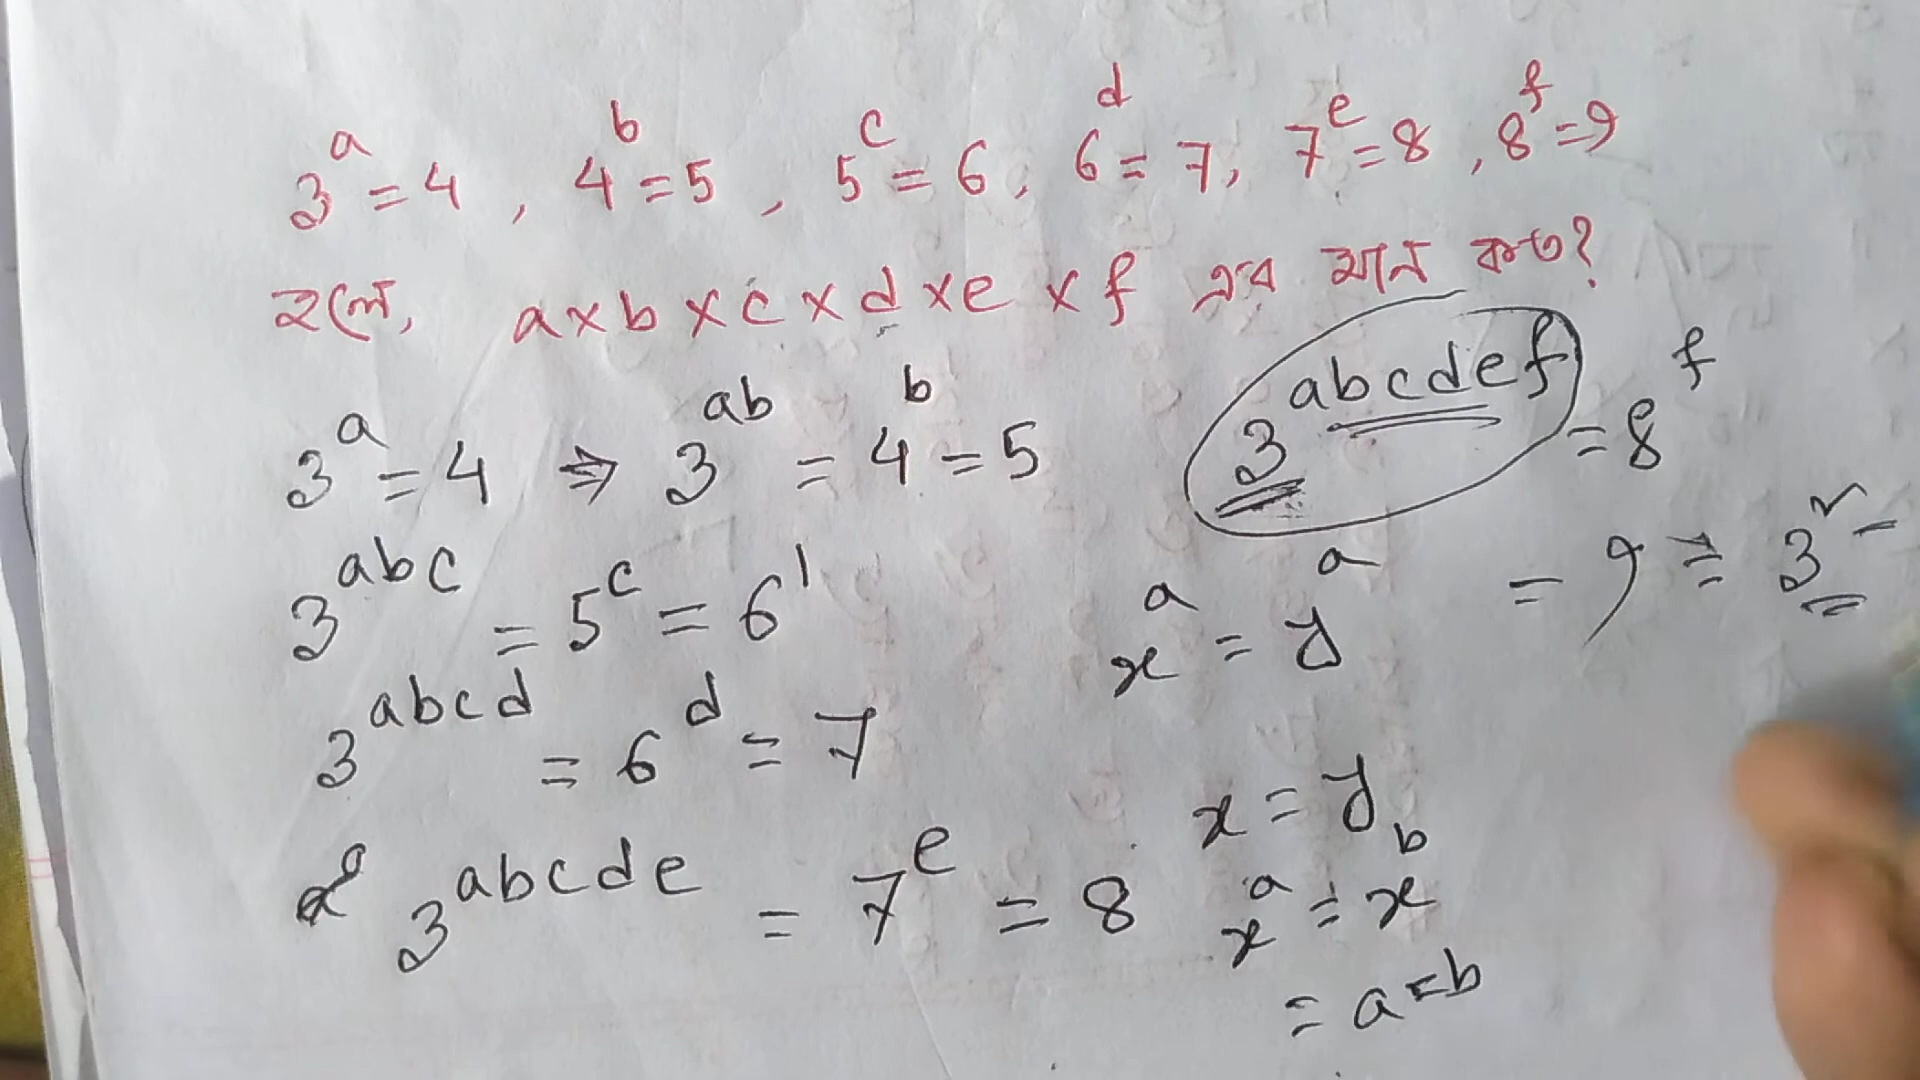 3^a = 4, 4^b = 5, 5^c = 6, 6^d = 7, 7^e = 8, 8^f = 9
হলে, a × b × c × d × e × f এর মান কত?
3^a = 4 ⇒ 3^ab = 4^b = 5
3^abc = 5^c = 6^1
3^abcd = 6^d = 7
3^abcde = 7^e = 8
3^abcdef = 8^f
= 9 = 3^2
x^a = y^a
x = y
x^a = x^b
= a = b